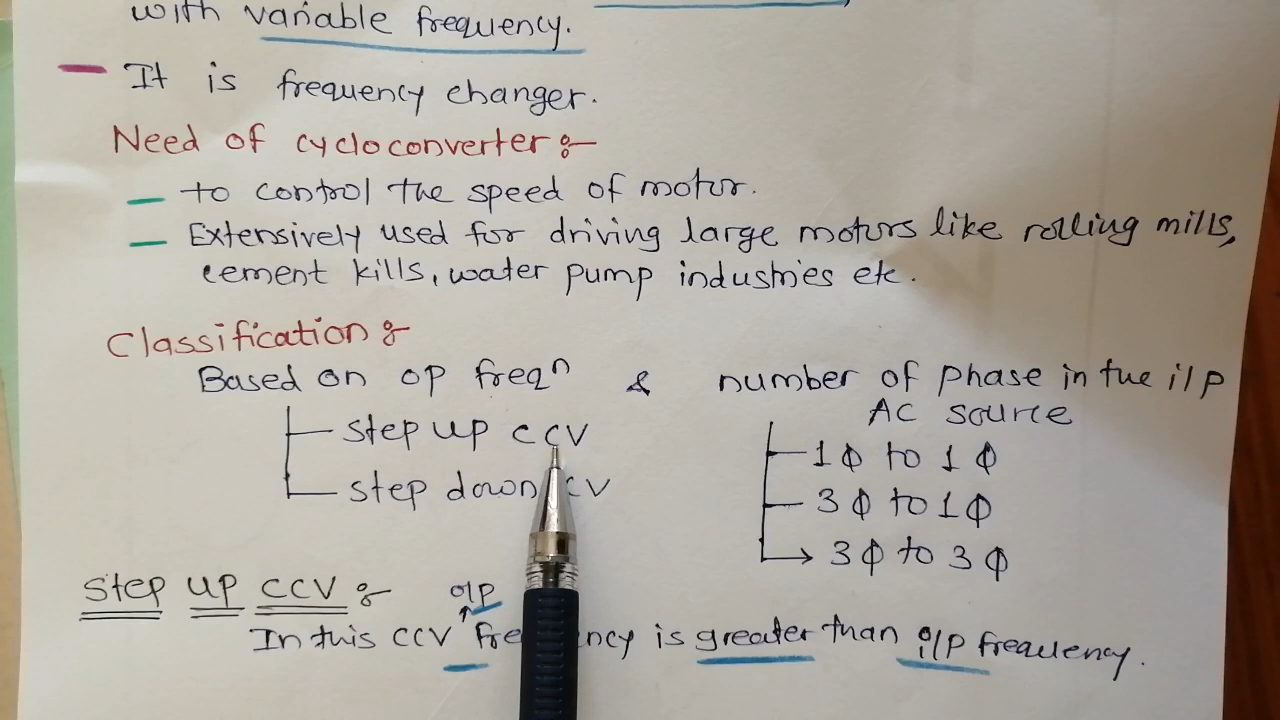 with variable frequency.
It is frequency changer.
Need of cycloconverter:-
to control the speed of motor.
Extensively used for driving large motors like rolling mills,
cement kills, water pump industries etc.
Classification:-
Based on op freqn & number of phase in the i/p
AC source
step up CCV
step down CV
1Φ to 1Φ
3Φ to 1Φ
3Φ to 3Φ
Step up CCV:-
o/p
In this CCV frequency is greater than i/p frequency.